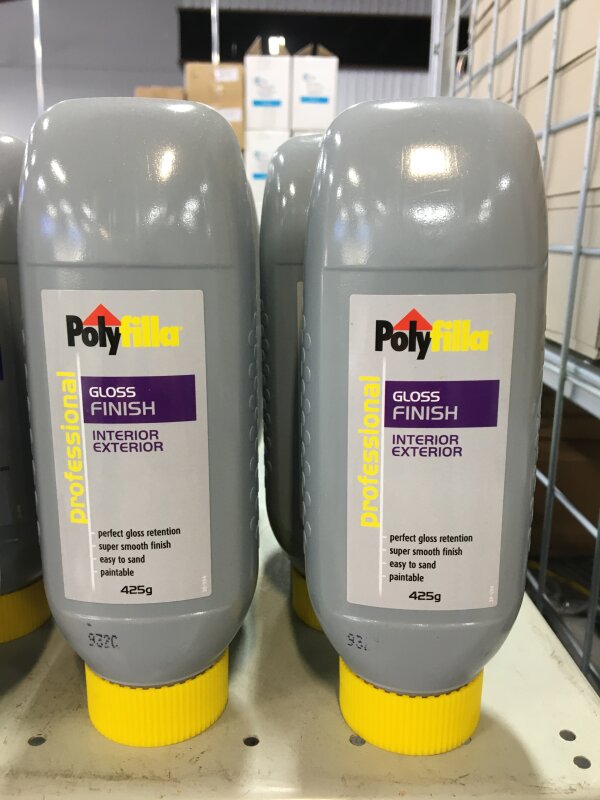 Polyfilla
professional
GLOSS
FINISH
INTERIOR
EXTERIOR
perfect gloss retention
super smooth finish
easy to sand
paintable
425g
Polyfilla
professional
GLOSS
FINISH
INTERIOR
EXTERIOR
perfect gloss retention
super smooth finish
easy to sand
paintable
425g